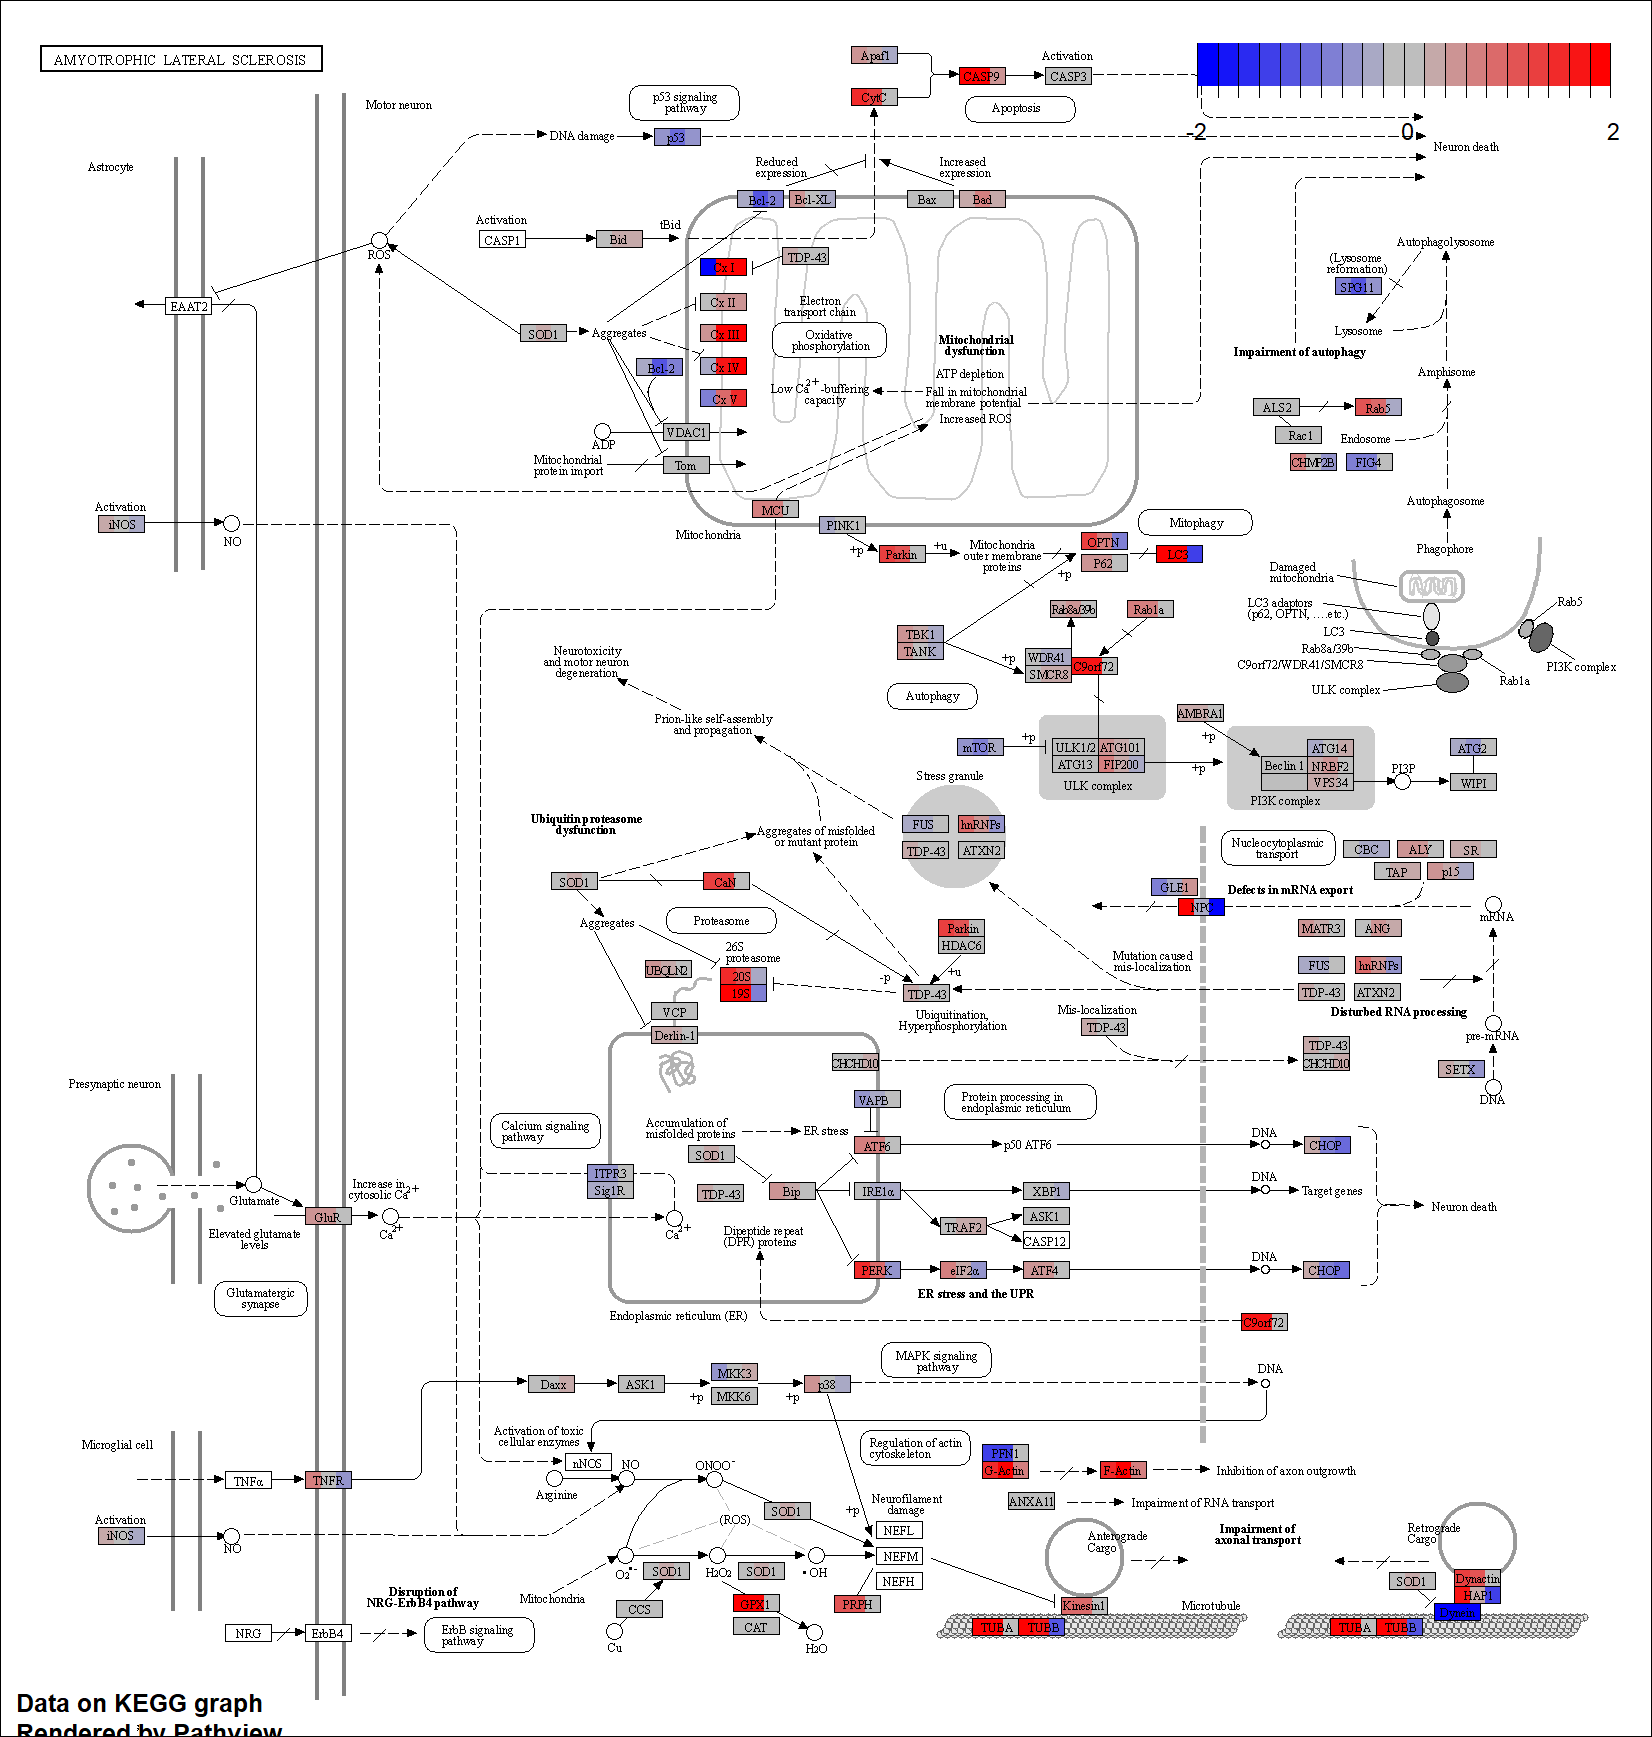 AMYOTROPHIC LATERAL SCLEROSIS
-2
0
2
Motor neuron
Astrocyte
p53 signaling
pathway
Apaf1
CytC
CASP9
Activation
CASP3
Apoptosis
DNA damage
p53
Neuron death
Reduced
expression
Increased
expression
Bcl-2
Bcl-XL
Bax
Bad
Activation
CASP1
Bid
tBid
ROS
EAAT2
SOD1
Aggregates
Bcl-2
TDP-43
Cx I
Cx II
Cx III
Cx IV
Cx V
Electron
transport chain
Oxidative
phosphorylation
Mitochondrial
dysfunction
ATP depletion
Low Ca2+-buffering
capacity
Fall in mitochondrial
membrane potential
Increased ROS
ADP
VDAC1
Mitochondrial
protein import
Tom
MCU
Mitochondria
Autophagolysosome
(Lysosome
reformation)
SPG11
Lysosome
Impairment of autophagy
Amphisome
ALS2
Rab5
Rac1
Endosome
CHMP2B
FIG4
Autophagosome
Phagophore
Activation
iNOS
NO
PINK1
+p
Parkin
+u
Mitochondria
outer membrane
proteins
Mitophagy
OPTN
P62
LC3
+p
Damaged
mitochondria
LC3 adaptors
(p62, OPTN, ....etc.)
LC3
Rab8a/39b
C9orf72/WDR41/SMCR8
ULK complex
Rab1a
PI3K complex
Rab5
TBK1
TANK
Rab8a/39b
Rab1a
+p
WDR41
SMCR8
C9orf72
Autophagy
Neurotoxicity
and motor neuron
degeneration
Prion-like self-assembly
and propagation
mTOR
+p
ULK1/2
ATG101
ATG13
FIP200
ULK complex
AMBRA1
+p
+p
ATG14
Beclin 1
NRBF2
VPS34
PI3K complex
PI3P
ATG2
WIPI
Stress granule
FUS
hnRNPs
TDP-43
ATXN2
Ubiquitin proteasome
dysfunction
Aggregates of misfolded
or mutant protein
SOD1
CaN
Proteasome
Aggregates
26S
proteasome
UBQLN2
20S
19S
VCP
Derlin-1
Parkin
HDAC6
-p
+u
TDP-43
Ubiquitination,
Hyperphosphorylation
Nucleocytoplasmic
transport
CBC
ALY
SR
TAP
p15
GLE1
Defects in mRNA export
NPC
mRNA
MATR3
ANG
FUS
hnRNPs
TDP-43
ATXN2
Disturbed RNA processing
pre-mRNA
SETX
DNA
Mutation caused
mis-localization
Mis-localization
TDP-43
CHCHD10
TDP-43
CHCHD10
Presynaptic neuron
Glutamate
Elevated glutamate
levels
GluR
Increase in
cytosolic Ca2+
Ca2+
Glutamatergic
synapse
Calcium signaling
pathway
ITPR3
Sig1R
Ca2+
Accumulation of
misfolded proteins
ER stress
VAPB
Protein processing in
endoplasmic reticulum
SOD1
TDP-43
Bip
ATF6
p50 ATF6
DNA
CHOP
IRE1α
XBP1
DNA
Target genes
Neuron death
TRAF2
ASK1
CASP12
Dipeptide repeat
(DPR) proteins
PERK
eIF2α
ATF4
DNA
CHOP
ER stress and the UPR
Endoplasmic reticulum (ER)
C9orf72
MAPK signaling
pathway
Daxx
ASK1
MKK3
MKK6
+p
+p
p38
DNA
Microglial cell
TNFα
TNFR
Activation
iNOS
NO
Activation of toxic
cellular enzymes
nNOS
Arginine
NO
ONOO-
(ROS)
SOD1
+p
Neurofilament
damage
NEFL
NEFM
NEFH
PRPH
Mitochondria
O2•-
H2O2
•OH
SOD1
SOD1
CCS
Cu
GPX1
CAT
H2O
Disruption of
NRG-ErbB4 pathway
NRG
ErbB4
ErbB signaling
pathway
Regulation of actin
cytoskeleton
PFN1
G-Actin
F-Actin
Inhibition of axon outgrowth
ANXA11
Impairment of RNA transport
Anterograde
Cargo
Impairment of
axonal transport
Retrograde
Cargo
Kinesin1
Microtubule
SOD1
Dynactin
HAP1
TUBA
TUBB
TUBA
TUBB
Data on KEGG graph
Rendered by Pathview